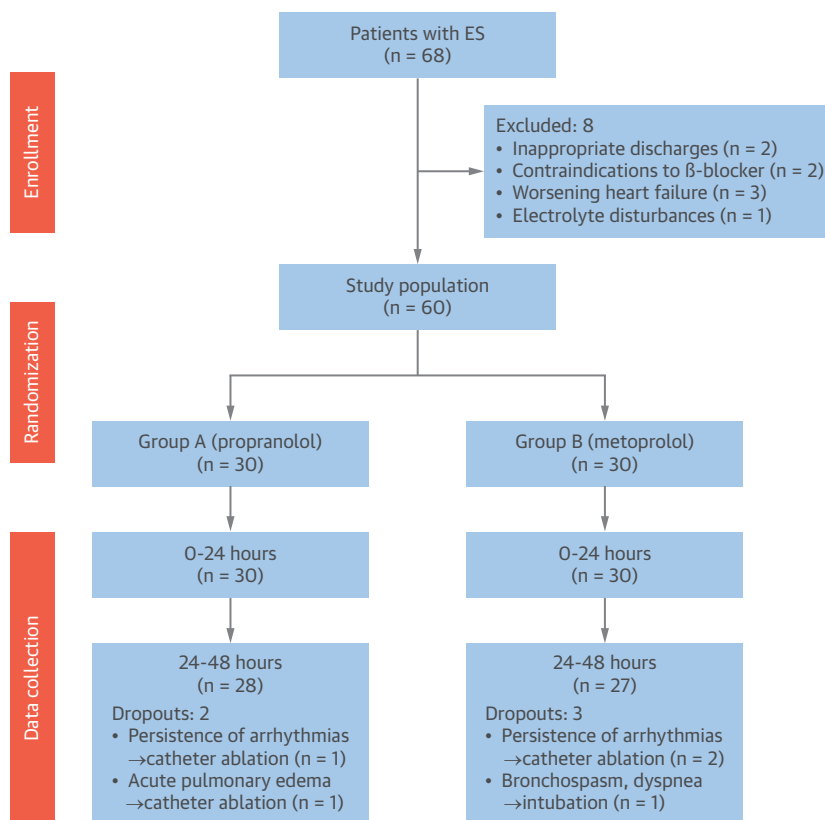 Enrollment
Patients with ES
(n = 68)
Excluded: 8
• Inappropriate discharges (n = 2)
• Contraindications to ß-blocker (n = 2)
• Worsening heart failure (n = 3)
• Electrolyte disturbances (n = 1)
Study population
(n = 60)
Randomization
Group A (propranolol)
(n = 30)
Group B (metoprolol)
(n = 30)
Data collection
0-24 hours
(n = 30)
0-24 hours
(n = 30)
24-48 hours
(n = 28)
Dropouts: 2
• Persistence of arrhythmias
→catheter ablation (n = 1)
• Acute pulmonary edema
→catheter ablation (n = 1)
24-48 hours
(n = 27)
Dropouts: 3
• Persistence of arrhythmias
→catheter ablation (n = 2)
• Bronchospasm, dyspnea
→intubation (n = 1)